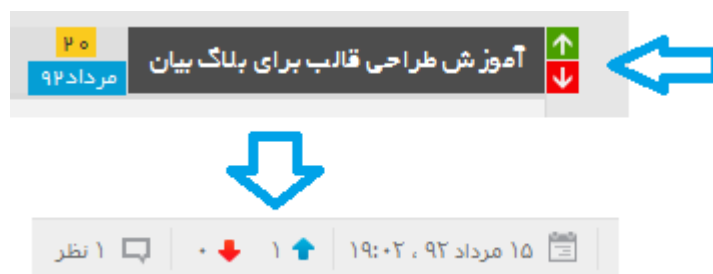 آموزش طراحی قالب برای بلاگ بیان
۲۰
مرداد۹۲
۱۵ مرداد ۹۲ ، ۱۹:۰۲
۱
۰
۱ نظر